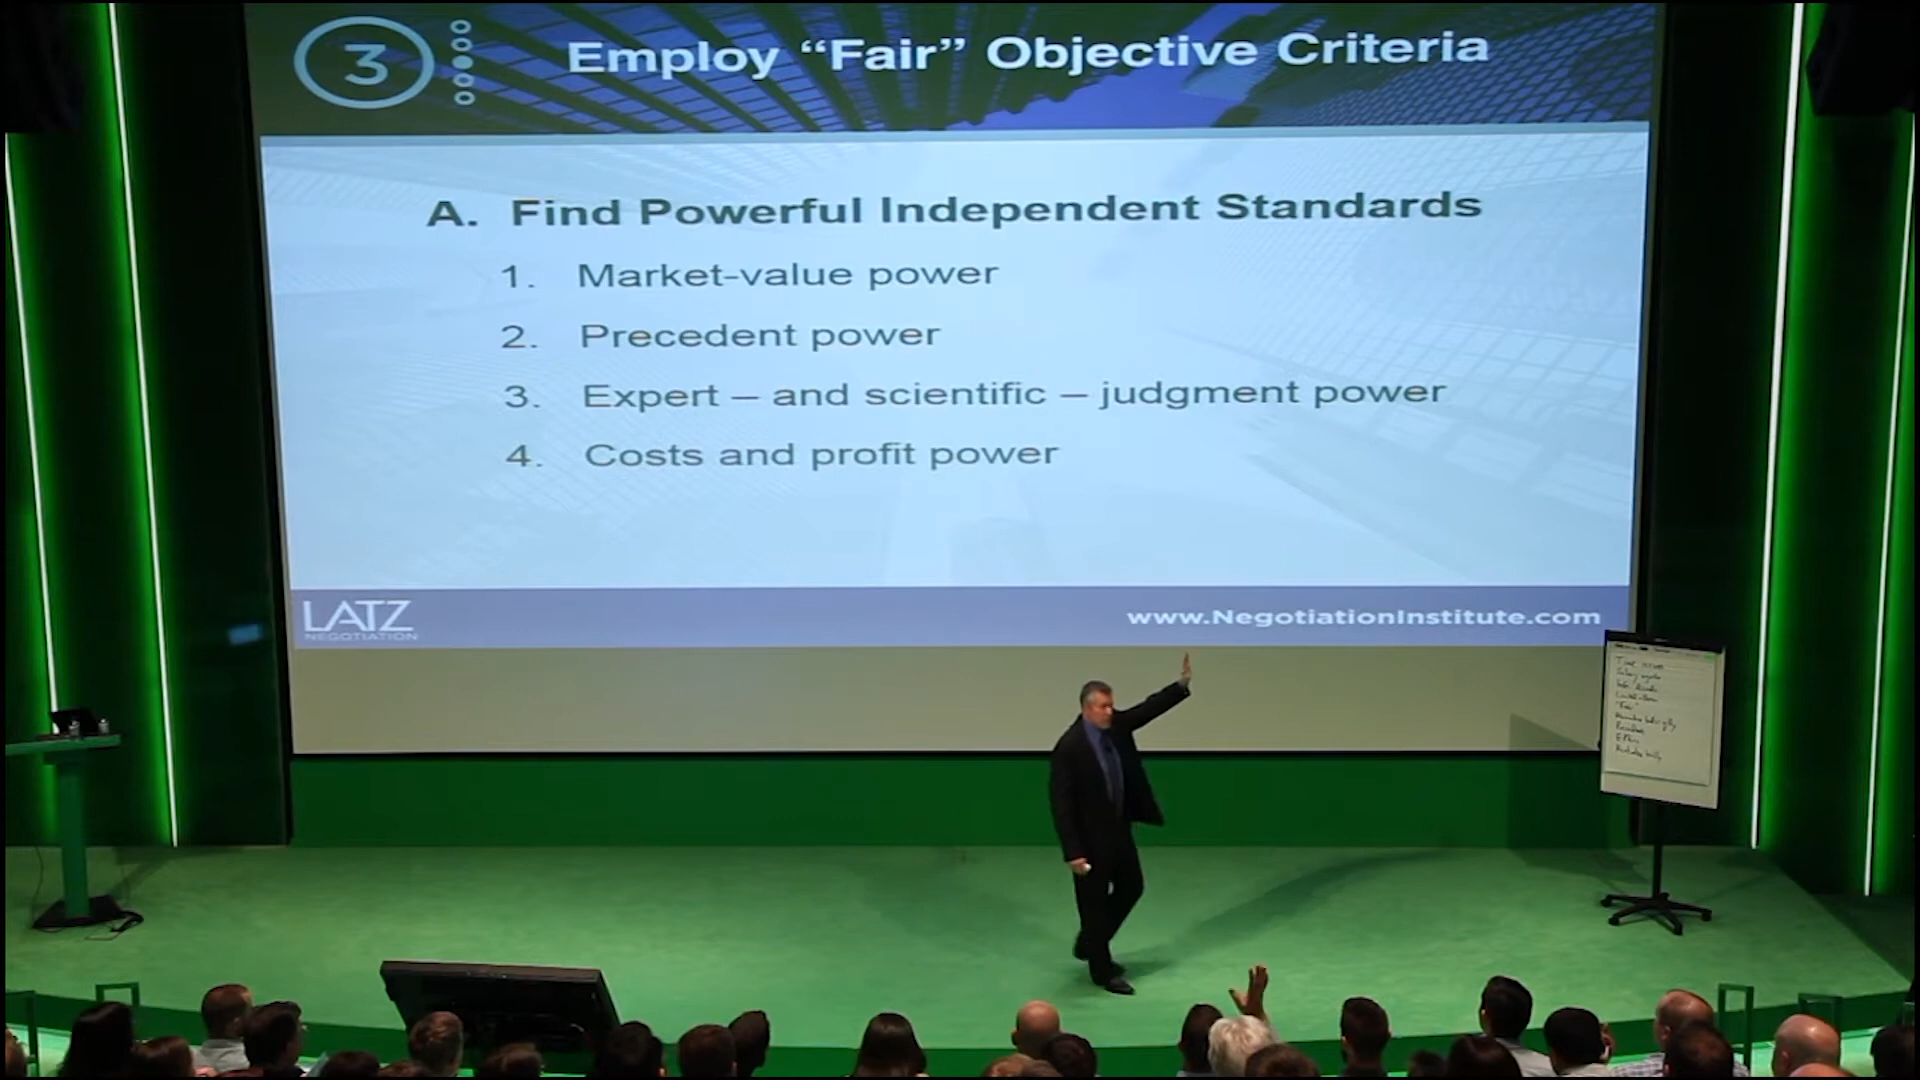 3
Employ “Fair” Objective Criteria
A. Find Powerful Independent Standards
1. Market-value power
2. Precedent power
3. Expert – and scientific – judgment power
4. Costs and profit power
LATZ
NEGOTIATION
www.NegotiationInstitute.com